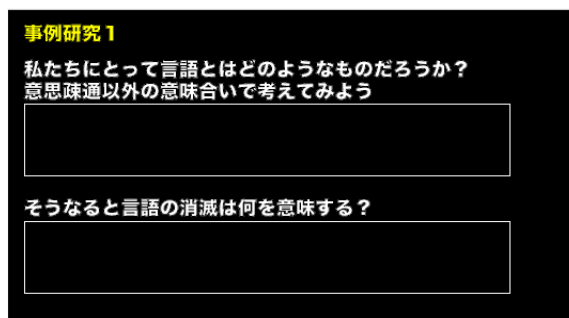 事例研究1
私たちにとって言語とはどのようなものだろうか？
意思疎通以外の意味合いで考えてみよう
そうなると言語の消滅は何を意味する？